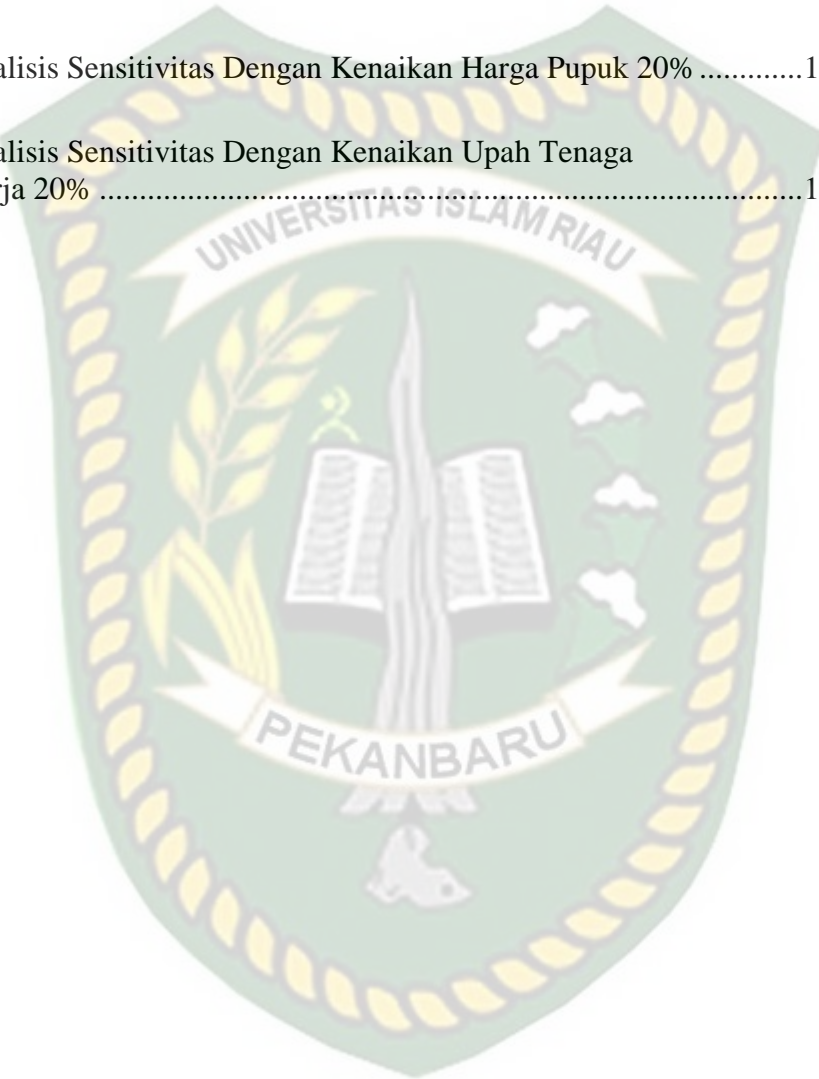 alisis Sensitivitas Dengan Kenaikan Harga Pupuk 20% .............1
alisis Sensitivitas Dengan Kenaikan Upah Tenaga
rja 20% ........................................................................................1
UNIVERSITAS ISLAM RIAU
PEKANBARU